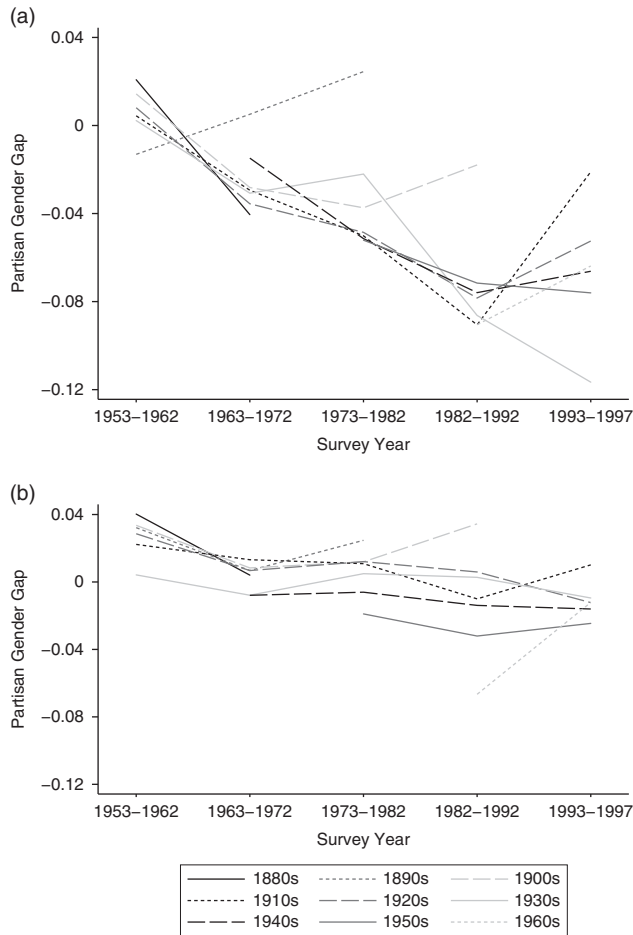 (a)
0.04
0
−0.04
−0.08
−0.12
Partisan Gender Gap
1953–1962 1963–1972 1973–1982 1982–1992 1993–1997
Survey Year
(b)
0.04
0
−0.04
−0.08
−0.12
Partisan Gender Gap
1953–1962 1963–1972 1973–1982 1982–1992 1993–1997
Survey Year
1880s 1890s 1900s
1910s 1920s 1930s
1940s 1950s 1960s